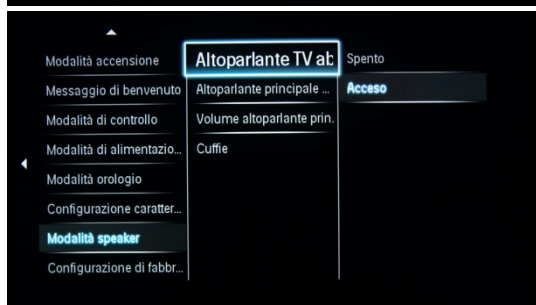 Modalità accensione
Messaggio di benvenuto
Modalità di controllo
Modalità di alimentazio...
Modalità orologio
Configurazione caratter...
Modalità speaker
Configurazione di fabbr...
Altoparlante TV ab
Altoparlante principale ...
Volume altoparlante prin.
Cuffie
Spento
Acceso